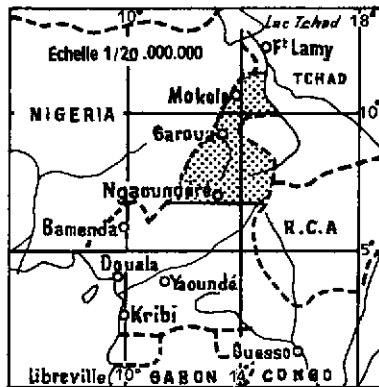 10° Lac Tchad 18°
Echelle 1/20.000.000
Ft Lamy
TCHAD
Mokolo
NIGERIA
10°
Garoua
Ngaoundere
R.C.A
Bamenda
5°
Douala
Yaoundé
Kribi
Ouesso
Libreville 10° GABON 14° CONGO